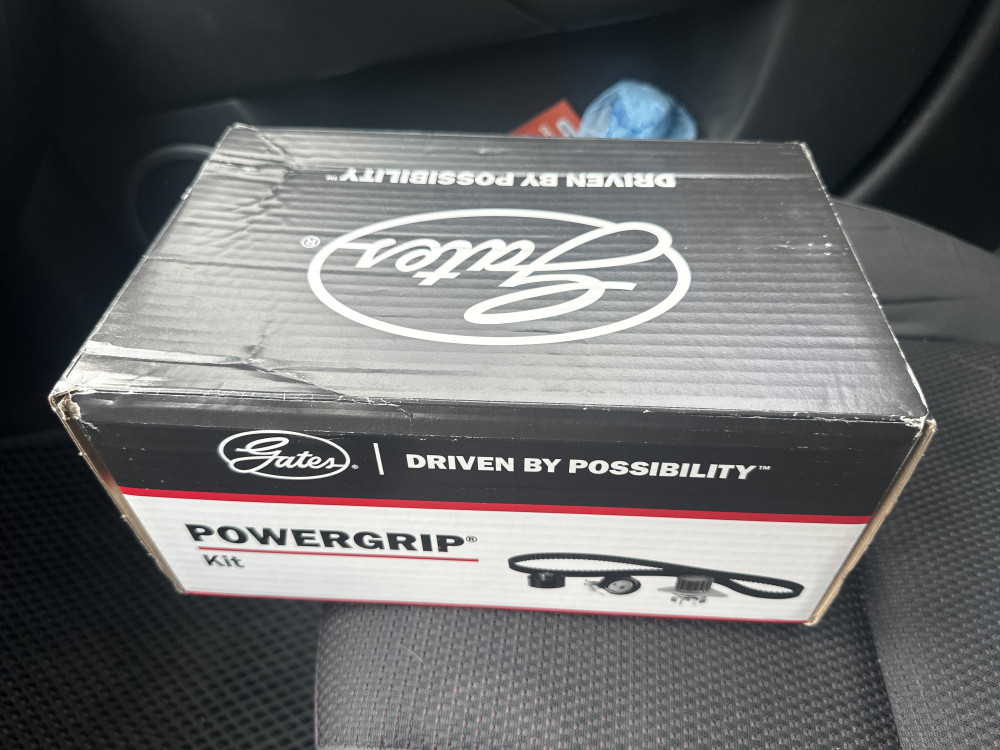 DRIVEN BY POSSIBILITY™
Gates®
Gates® | DRIVEN BY POSSIBILITY™
POWERGRIP®
Kit